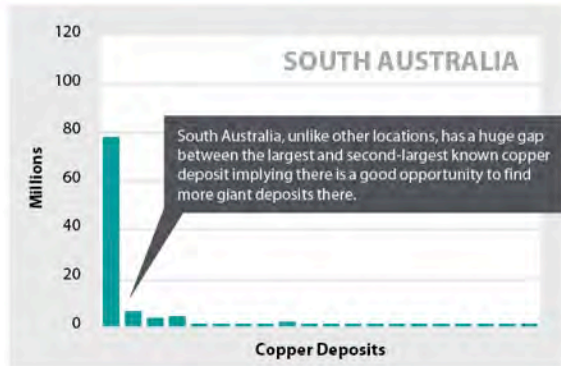 SOUTH AUSTRALIA
120
100
80
60
40
20
0
Millions
South Australia, unlike other locations, has a huge gap
between the largest and second-largest known copper
deposit implying there is a good opportunity to find
more giant deposits there.
Copper Deposits